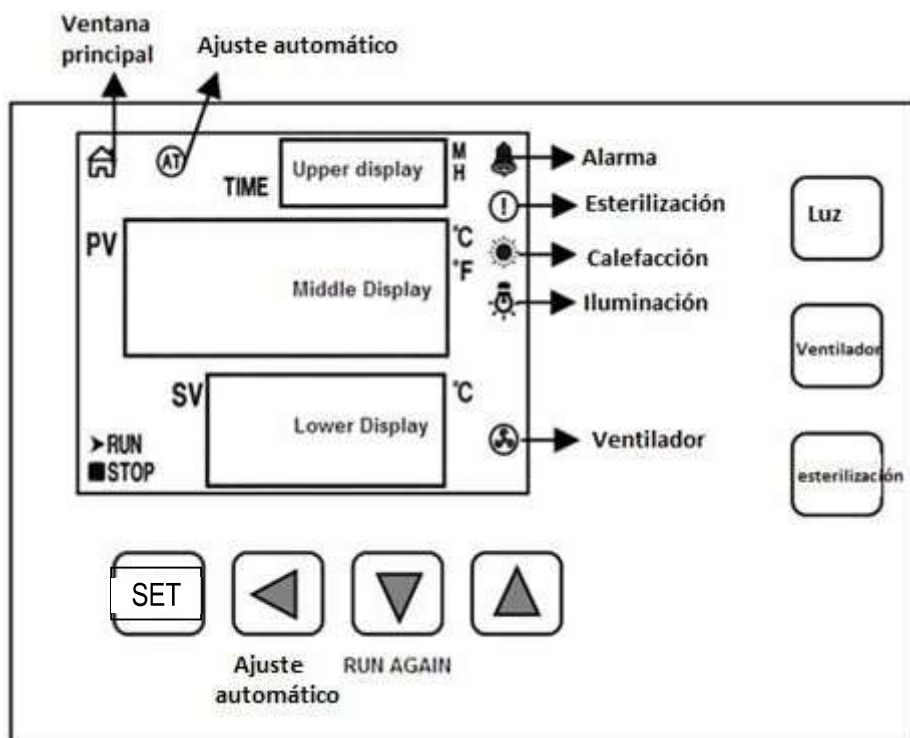 Ventana
principal
Ajuste automático
AT
TIME
Upper display
M
H
Alarma
Esterilización
Luz
PV
Middle Display
°C
°F
Calefacción
Iluminación
Ventilador
SV
Lower Display
°C
Ventilador
➤RUN
■STOP
esterilización
SET
Ajuste
automático
RUN AGAIN